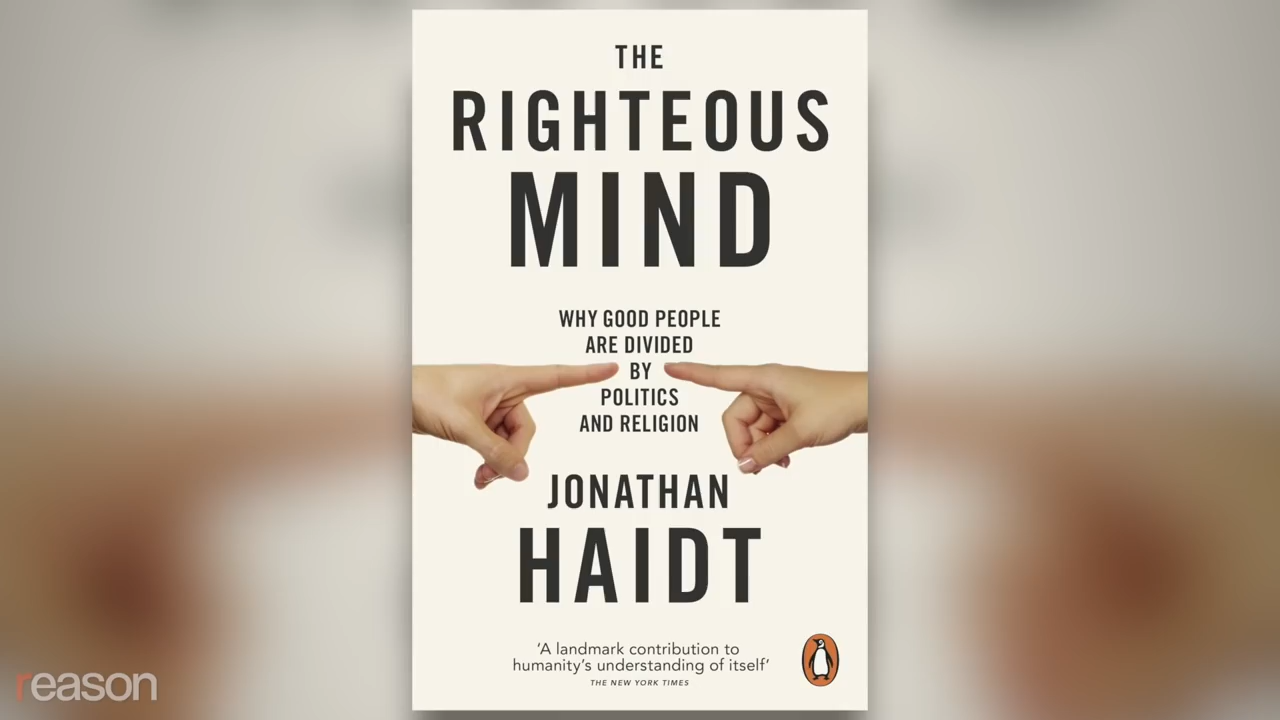 THE
RIGHTEOUS
MIND
WHY GOOD PEOPLE
ARE DIVIDED
BY
POLITICS
AND RELIGION
JONATHAN
HAIDT
'A landmark contribution to
humanity's understanding of itself'
THE NEW YORK TIMES
reason